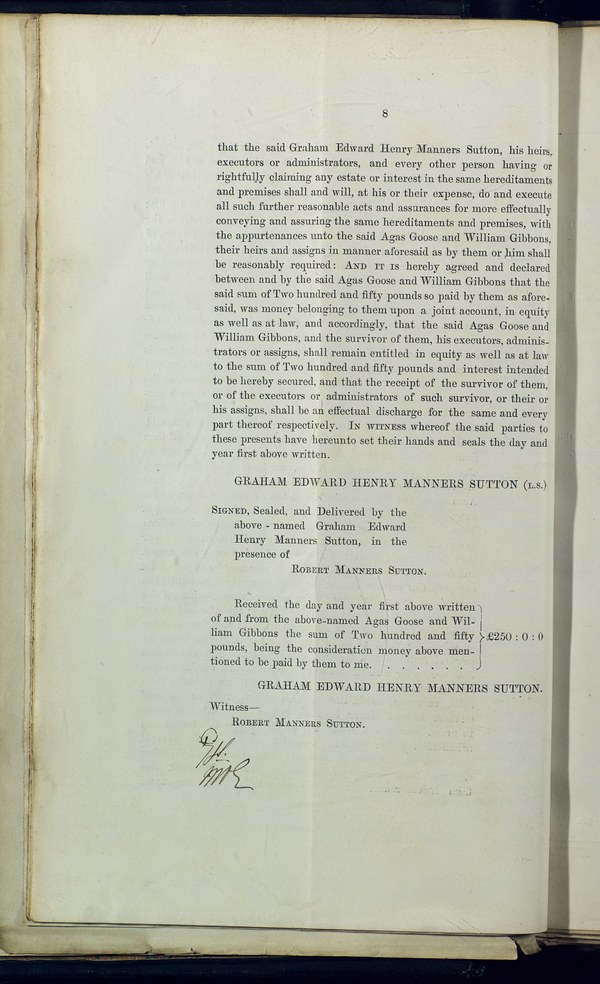 8
that the said Graham Edward Henry Manners Sutton, his heirs,
executors or administrators, and every other person having or
rightfully claiming any estate or interest in the same hereditaments
and premises shall and will, at his or their expense, do and execute
all such further reasonable acts and assurances for more effectually
conveying and assuring the same hereditaments and premises, with
the appurtenances unto the said Agas Goose and William Gibbons,
their heirs and assigns in manner aforesaid as by them or him shall
be reasonably required: AND IT IS hereby agreed and declared
between and by the said Agas Goose and William Gibbons that the
said sum of Two hundred and fifty pounds so paid by them as afore-
said, was money belonging to them upon a joint account, in equity
as well as at law, and accordingly, that the said Agas Goose and
William Gibbons, and the survivor of them, his executors, adminis-
trators or assigns, shall remain entitled in equity as well as at law
to the sum of Two hundred and fifty pounds and interest intended
to be hereby secured, and that the receipt of the survivor of them,
or of the executors or administrators of such survivor, or their or
his assigns, shall be an effectual discharge for the same and every
part thereof respectively. IN WITNESS whereof the said parties to
these presents have hereunto set their hands and seals the day and
year first above written.
GRAHAM EDWARD HENRY MANNERS SUTTON (L.S.)
SIGNED, Sealed, and Delivered by the
above-named Graham Edward
Henry Manners Sutton, in the
presence of
ROBERT MANNERS SUTTON.
Received the day and year first above written
of and from the above-named Agas Goose and Wil-
liam Gibbons the sum of Two hundred and fifty £250 : 0 : 0
pounds, being the consideration money above men-
tioned to be paid by them to me. . . . . . .
GRAHAM EDWARD HENRY MANNERS SUTTON.
Witness—
ROBERT MANNERS SUTTON.